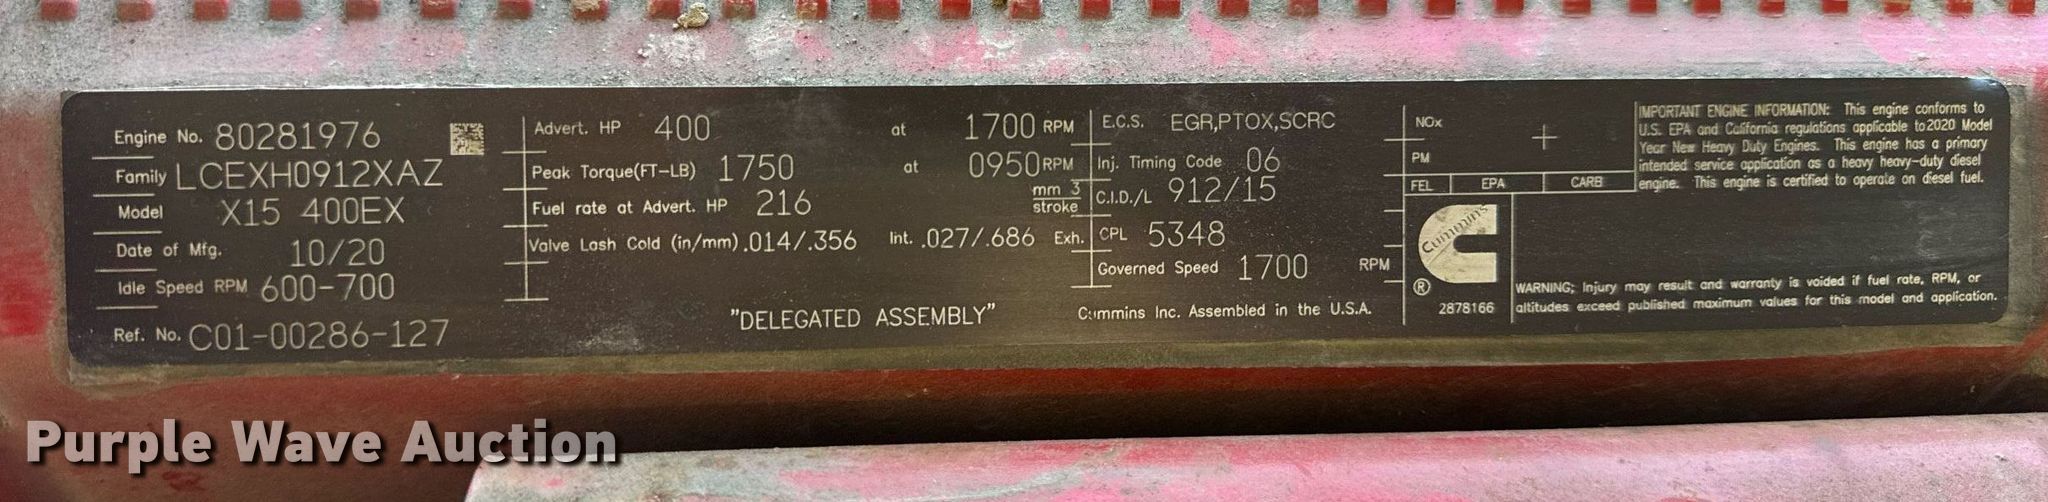 Engine No. 80281976
Family LCEXH0912XAZ
Model X15 400EX
Date of Mfg. 10/20
Idle Speed RPM 600-700
Ref. No. C01-00286-127
Advert. HP 400 at 1700 RPM
Peak Torque(FT-LB) 1750 at 0950 RPM
Fuel rate at Advert. HP 216 mm 3
stroke
Valve Lash Cold (in/mm) .014/.356 Int. .027/.686 Exh.
"DELEGATED ASSEMBLY"
E.C.S. EGR,PTOX,SCRC
Inj. Timing Code 06
C.I.D./L 912/15
CPL 5348
Governed Speed 1700 RPM
Cummins Inc. Assembled in the U.S.A.
NOx
PM
FEL EPA CARB
IMPORTANT ENGINE INFORMATION: This engine conforms to
U.S. EPA and California regulations applicable to 2020 Model
Year New Heavy Duty Engines. This engine has a primary
intended service application as a heavy heavy-duty diesel
engine. This engine is certified to operate on diesel fuel.
Cummins
®
2878166
WARNING: Injury may result and warranty is voided if fuel rate, RPM, or
altitudes exceed published maximum values for this model and application.
Purple Wave Auction